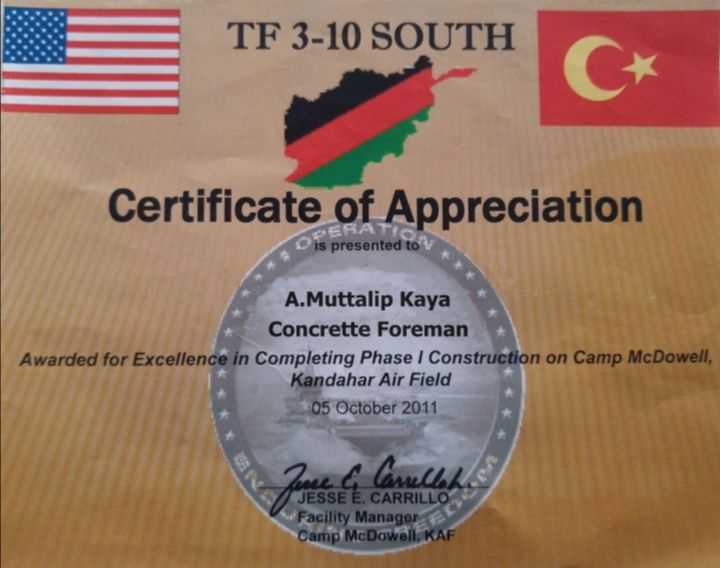 TF 3-10 SOUTH
Certificate of Appreciation
OPERATION
is presented to
A.Muttalip Kaya
Concrette Foreman
Awarded for Excellence in Completing Phase I Construction on Camp McDowell,
Kandahar Air Field
05 October 2011
JESSE E. CARRILLO
Facility Manager
Camp McDowell, KAF